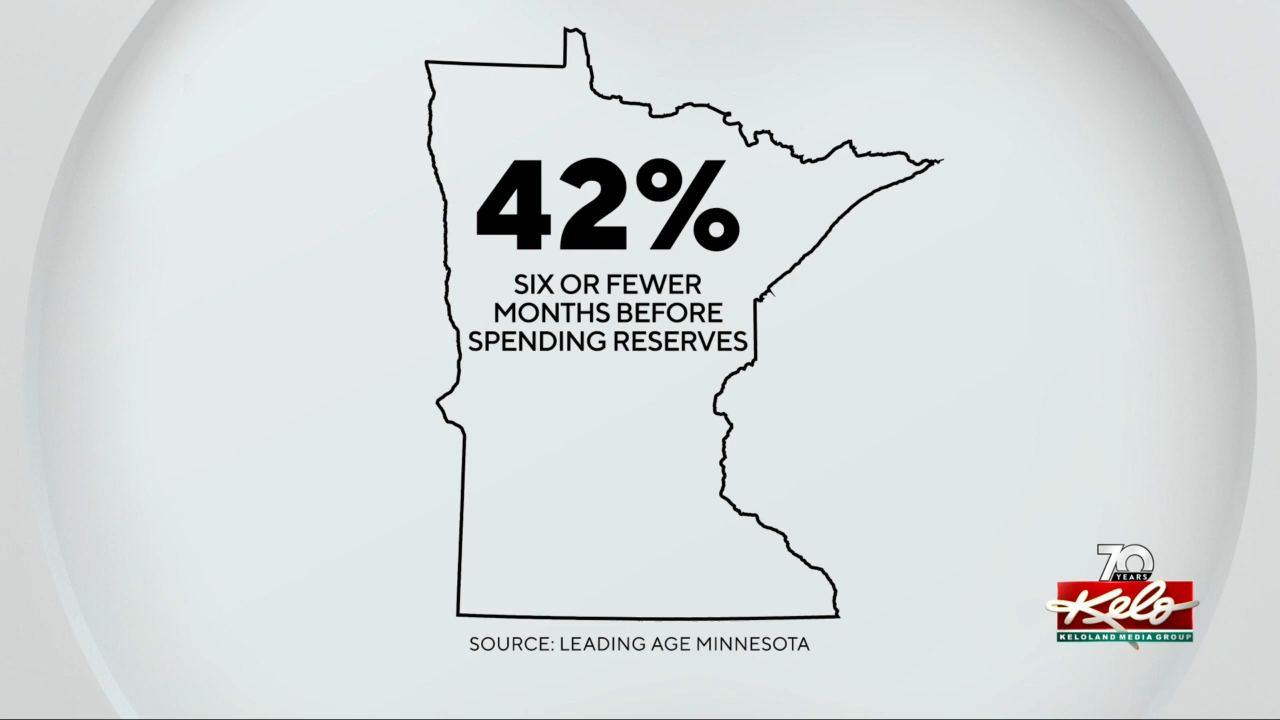 42%
SIX OR FEWER
MONTHS BEFORE
SPENDING RESERVES
SOURCE: LEADING AGE MINNESOTA
70
YEARS
Kelo
KELOLAND MEDIA GROUP